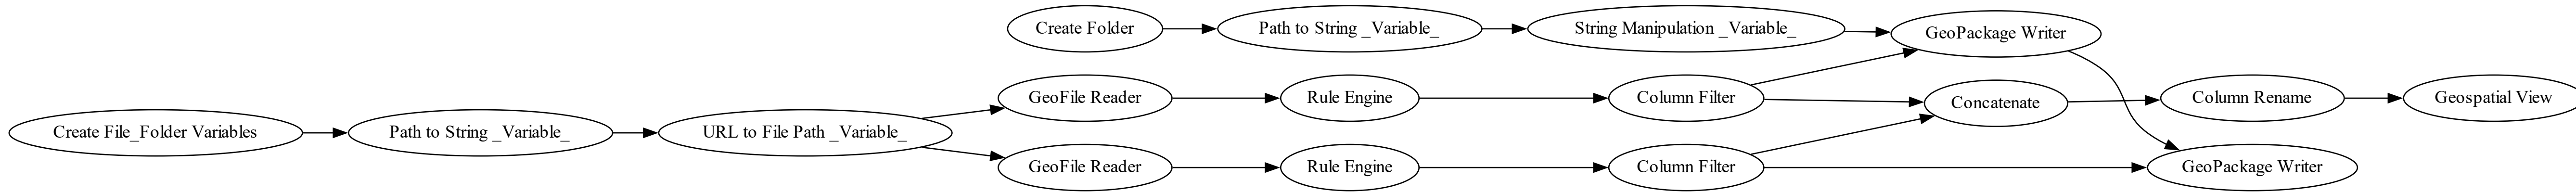 Create Folder
Path to String _Variable_
String Manipulation _Variable_
GeoPackage Writer
GeoFile Reader
Rule Engine
Column Filter
Concatenate
Column Rename
Geospatial View
Create File_Folder Variables
Path to String _Variable_
URL to File Path _Variable_
GeoFile Reader
Rule Engine
Column Filter
GeoPackage Writer